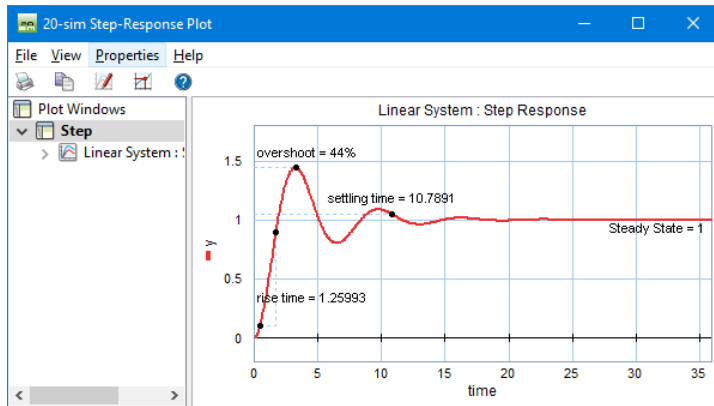 20-sim Step-Response Plot
File View Properties Help
Plot Windows
Step
Linear System :
Linear System : Step Response
overshoot = 44%
settling time = 10.7891
Steady State = 1
rise time = 1.25993
y
1.5
1
0.5
0
0 5 10 15 20 25 30 35
time